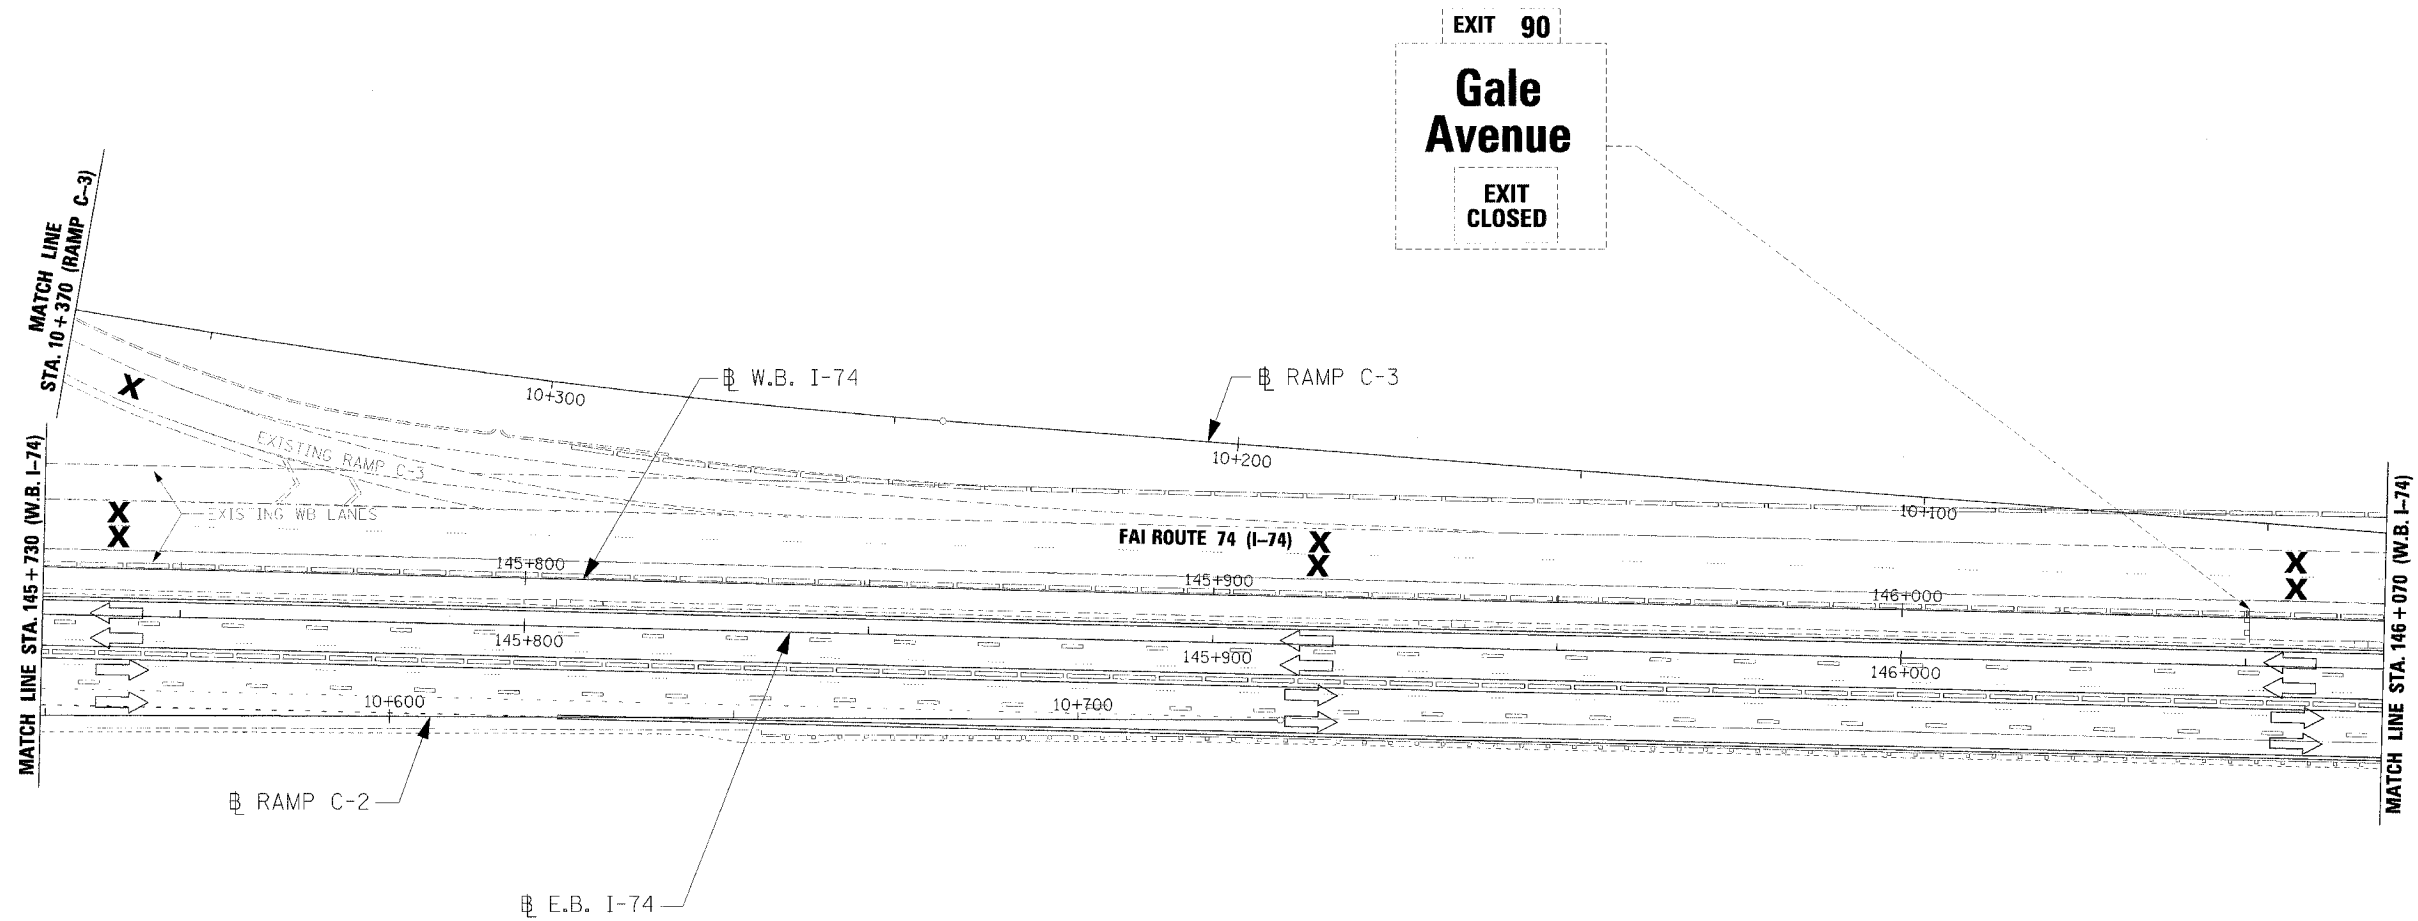 EXIT 90
Gale
Avenue
EXIT
CLOSED
MATCH LINE
STA. 10+370 (RAMP C-3)
℄ W.B. I-74
℄ RAMP C-3
10+300
10+200
10+100
EXISTING RAMP C-3
MATCH LINE STA. 145+730 (W.B. I-74)
X
X
X
EXISTING WB LANES
FAI ROUTE 74 (I-74)
X
X
X
X
MATCH LINE STA. 146+070 (W.B. I-74)
145+800
145+900
146+000
145+800
145+900
146+000
10+600
10+700
℄ RAMP C-2
℄ E.B. I-74